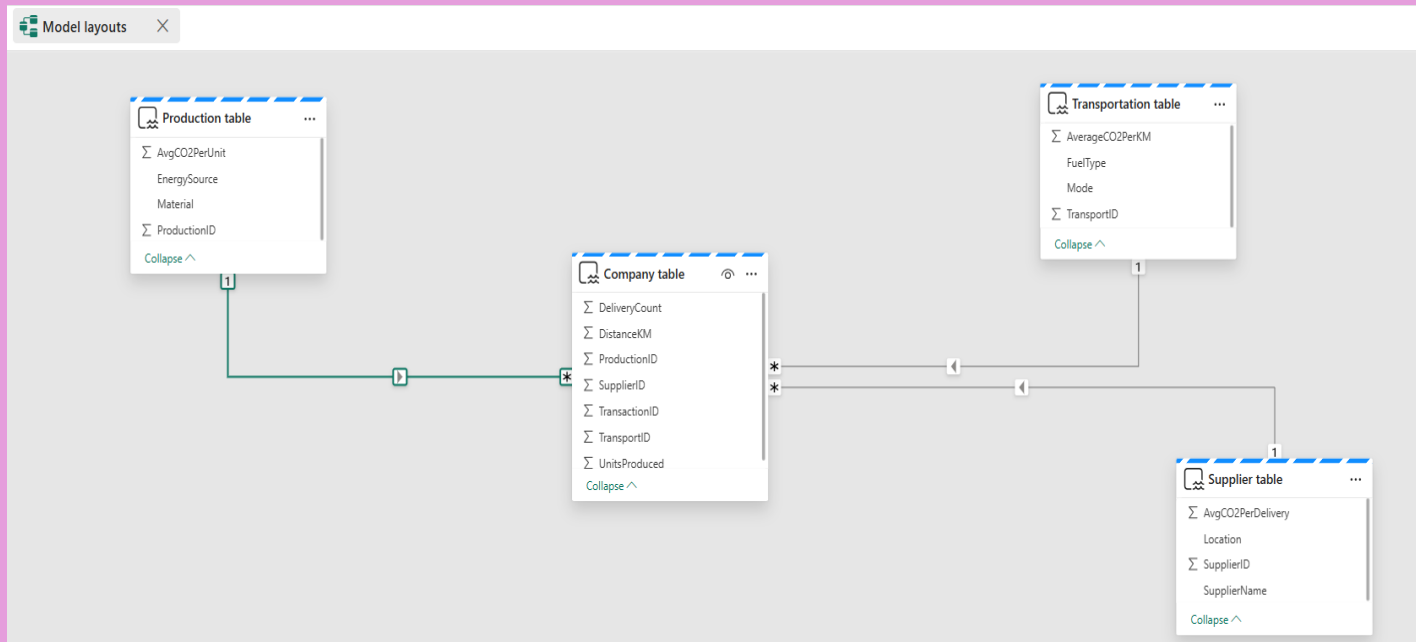 Model layouts
Production table
AvgCO2PerUnit
EnergySource
Material
ProductionID
Collapse
1
Transportation table
AverageCO2PerKM
FuelType
Mode
TransportID
Collapse
1
Company table
DeliveryCount
DistanceKM
ProductionID
SupplierID
TransactionID
TransportID
UnitsProduced
Collapse
*
*
*
1
Supplier table
AvgCO2PerDelivery
Location
SupplierID
SupplierName
Collapse